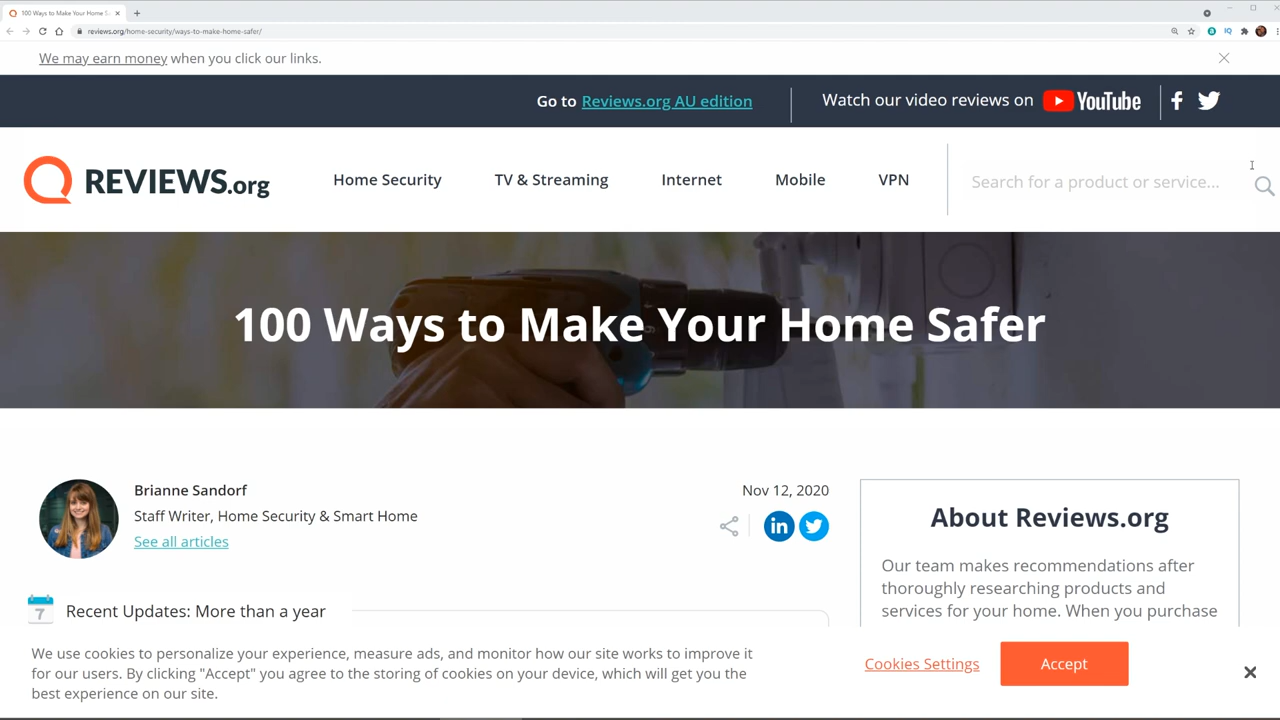 100 Ways to Make Your Home S
reviews.org/home-security/ways-to-make-home-safer/
We may earn money when you click our links.
Go to Reviews.org AU edition
Watch our video reviews on YouTube
REVIEWS.org
Home Security
TV & Streaming
Internet
Mobile
VPN
Search for a product or service...
100 Ways to Make Your Home Safer
Brianne Sandorf
Staff Writer, Home Security & Smart Home
See all articles
Nov 12, 2020
in
7
Recent Updates: More than a year
About Reviews.org
Our team makes recommendations after
thoroughly researching products and
services for your home. When you purchase
We use cookies to personalize your experience, measure ads, and monitor how our site works to improve it
for our users. By clicking "Accept" you agree to the storing of cookies on your device, which will get you the
best experience on our site.
Cookies Settings
Accept